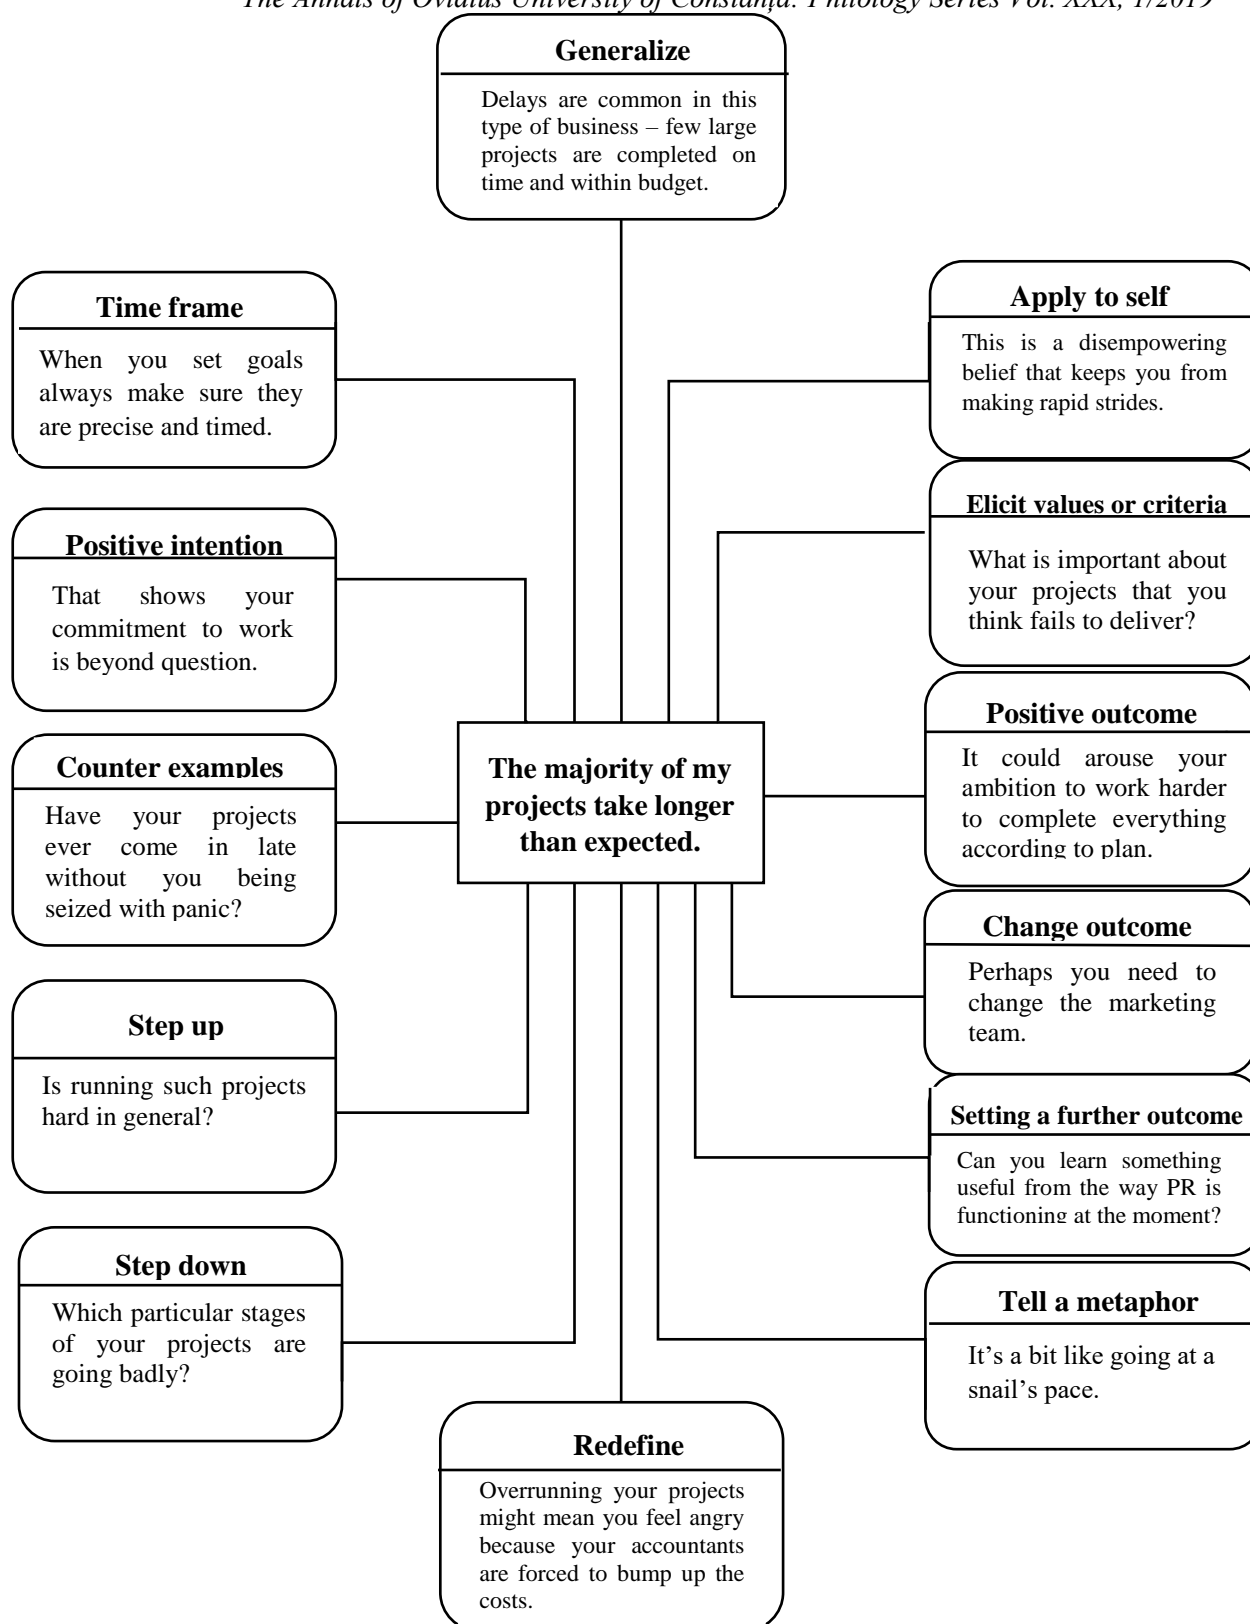 The Annals of Ovidius University of Constanța: Philology Series Vol. XXX, 1/2019
Generalize
Delays are common in this
type of business – few large
projects are completed on
time and within budget.
Time frame
When you set goals
always make sure they
are precise and timed.
Positive intention
That shows your
commitment to work
is beyond question.
Counter examples
Have your projects
ever come in late
without you being
seized with panic?
Step up
Is running such projects
hard in general?
Step down
Which particular stages
of your projects are
going badly?
The majority of my
projects take longer
than expected.
Apply to self
This is a disempowering
belief that keeps you from
making rapid strides.
Elicit values or criteria
What is important about
your projects that you
think fails to deliver?
Positive outcome
It could arouse your
ambition to work harder
to complete everything
according to plan.
Change outcome
Perhaps you need to
change the marketing
team.
Setting a further outcome
Can you learn something
useful from the way PR is
functioning at the moment?
Tell a metaphor
It’s a bit like going at a
snail’s pace.
Redefine
Overrunning your projects
might mean you feel angry
because your accountants
are forced to bump up the
costs.